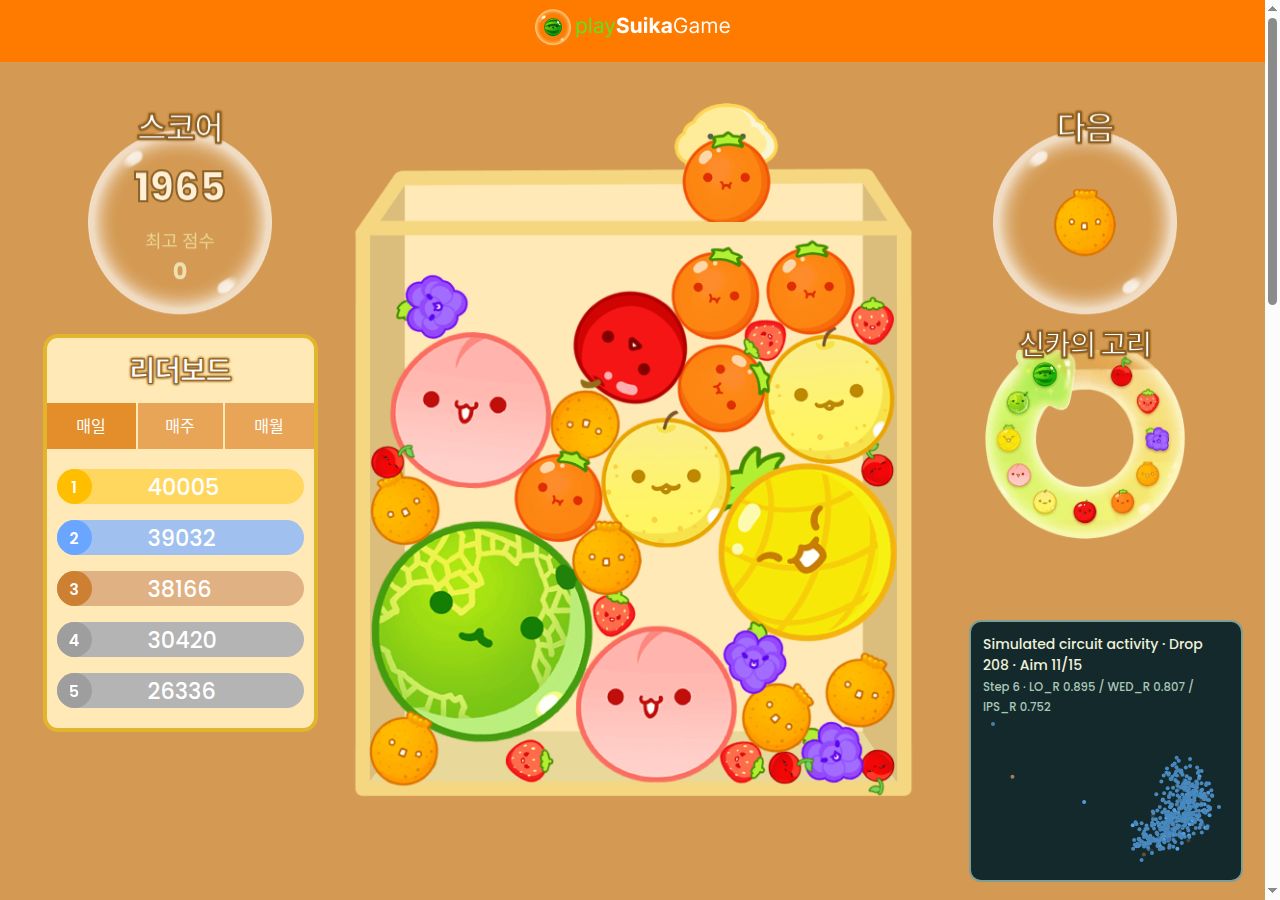 playSuikaGame
스코어
1965
최고 점수
0
다음
신카의 고리
리더보드
매일 매주 매월
1 40005
2 39032
3 38166
4 30420
5 26336
Simulated circuit activity · Drop
208 · Aim 11/15
Step 6 · LO_R 0.895 / WED_R 0.807 /
IPS_R 0.752